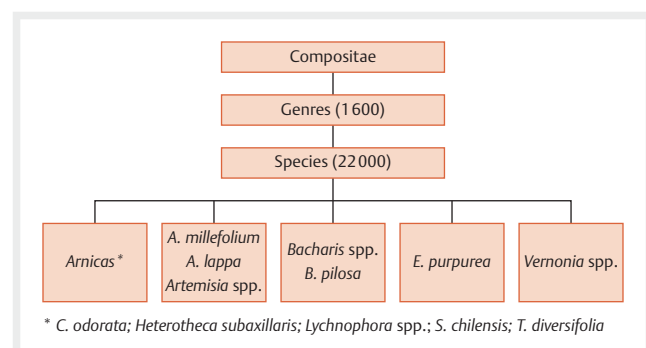 Compositae
Genres (1600)
Species (22000)
Arnicas*
A. millefolium
A. lappa
Artemisia spp.
Bacharis spp.
B. pilosa
E. purpurea
Vernonia spp.
* C. odorata; Heterotheca subaxillaris; Lychnophora spp.; S. chilensis; T. diversifolia